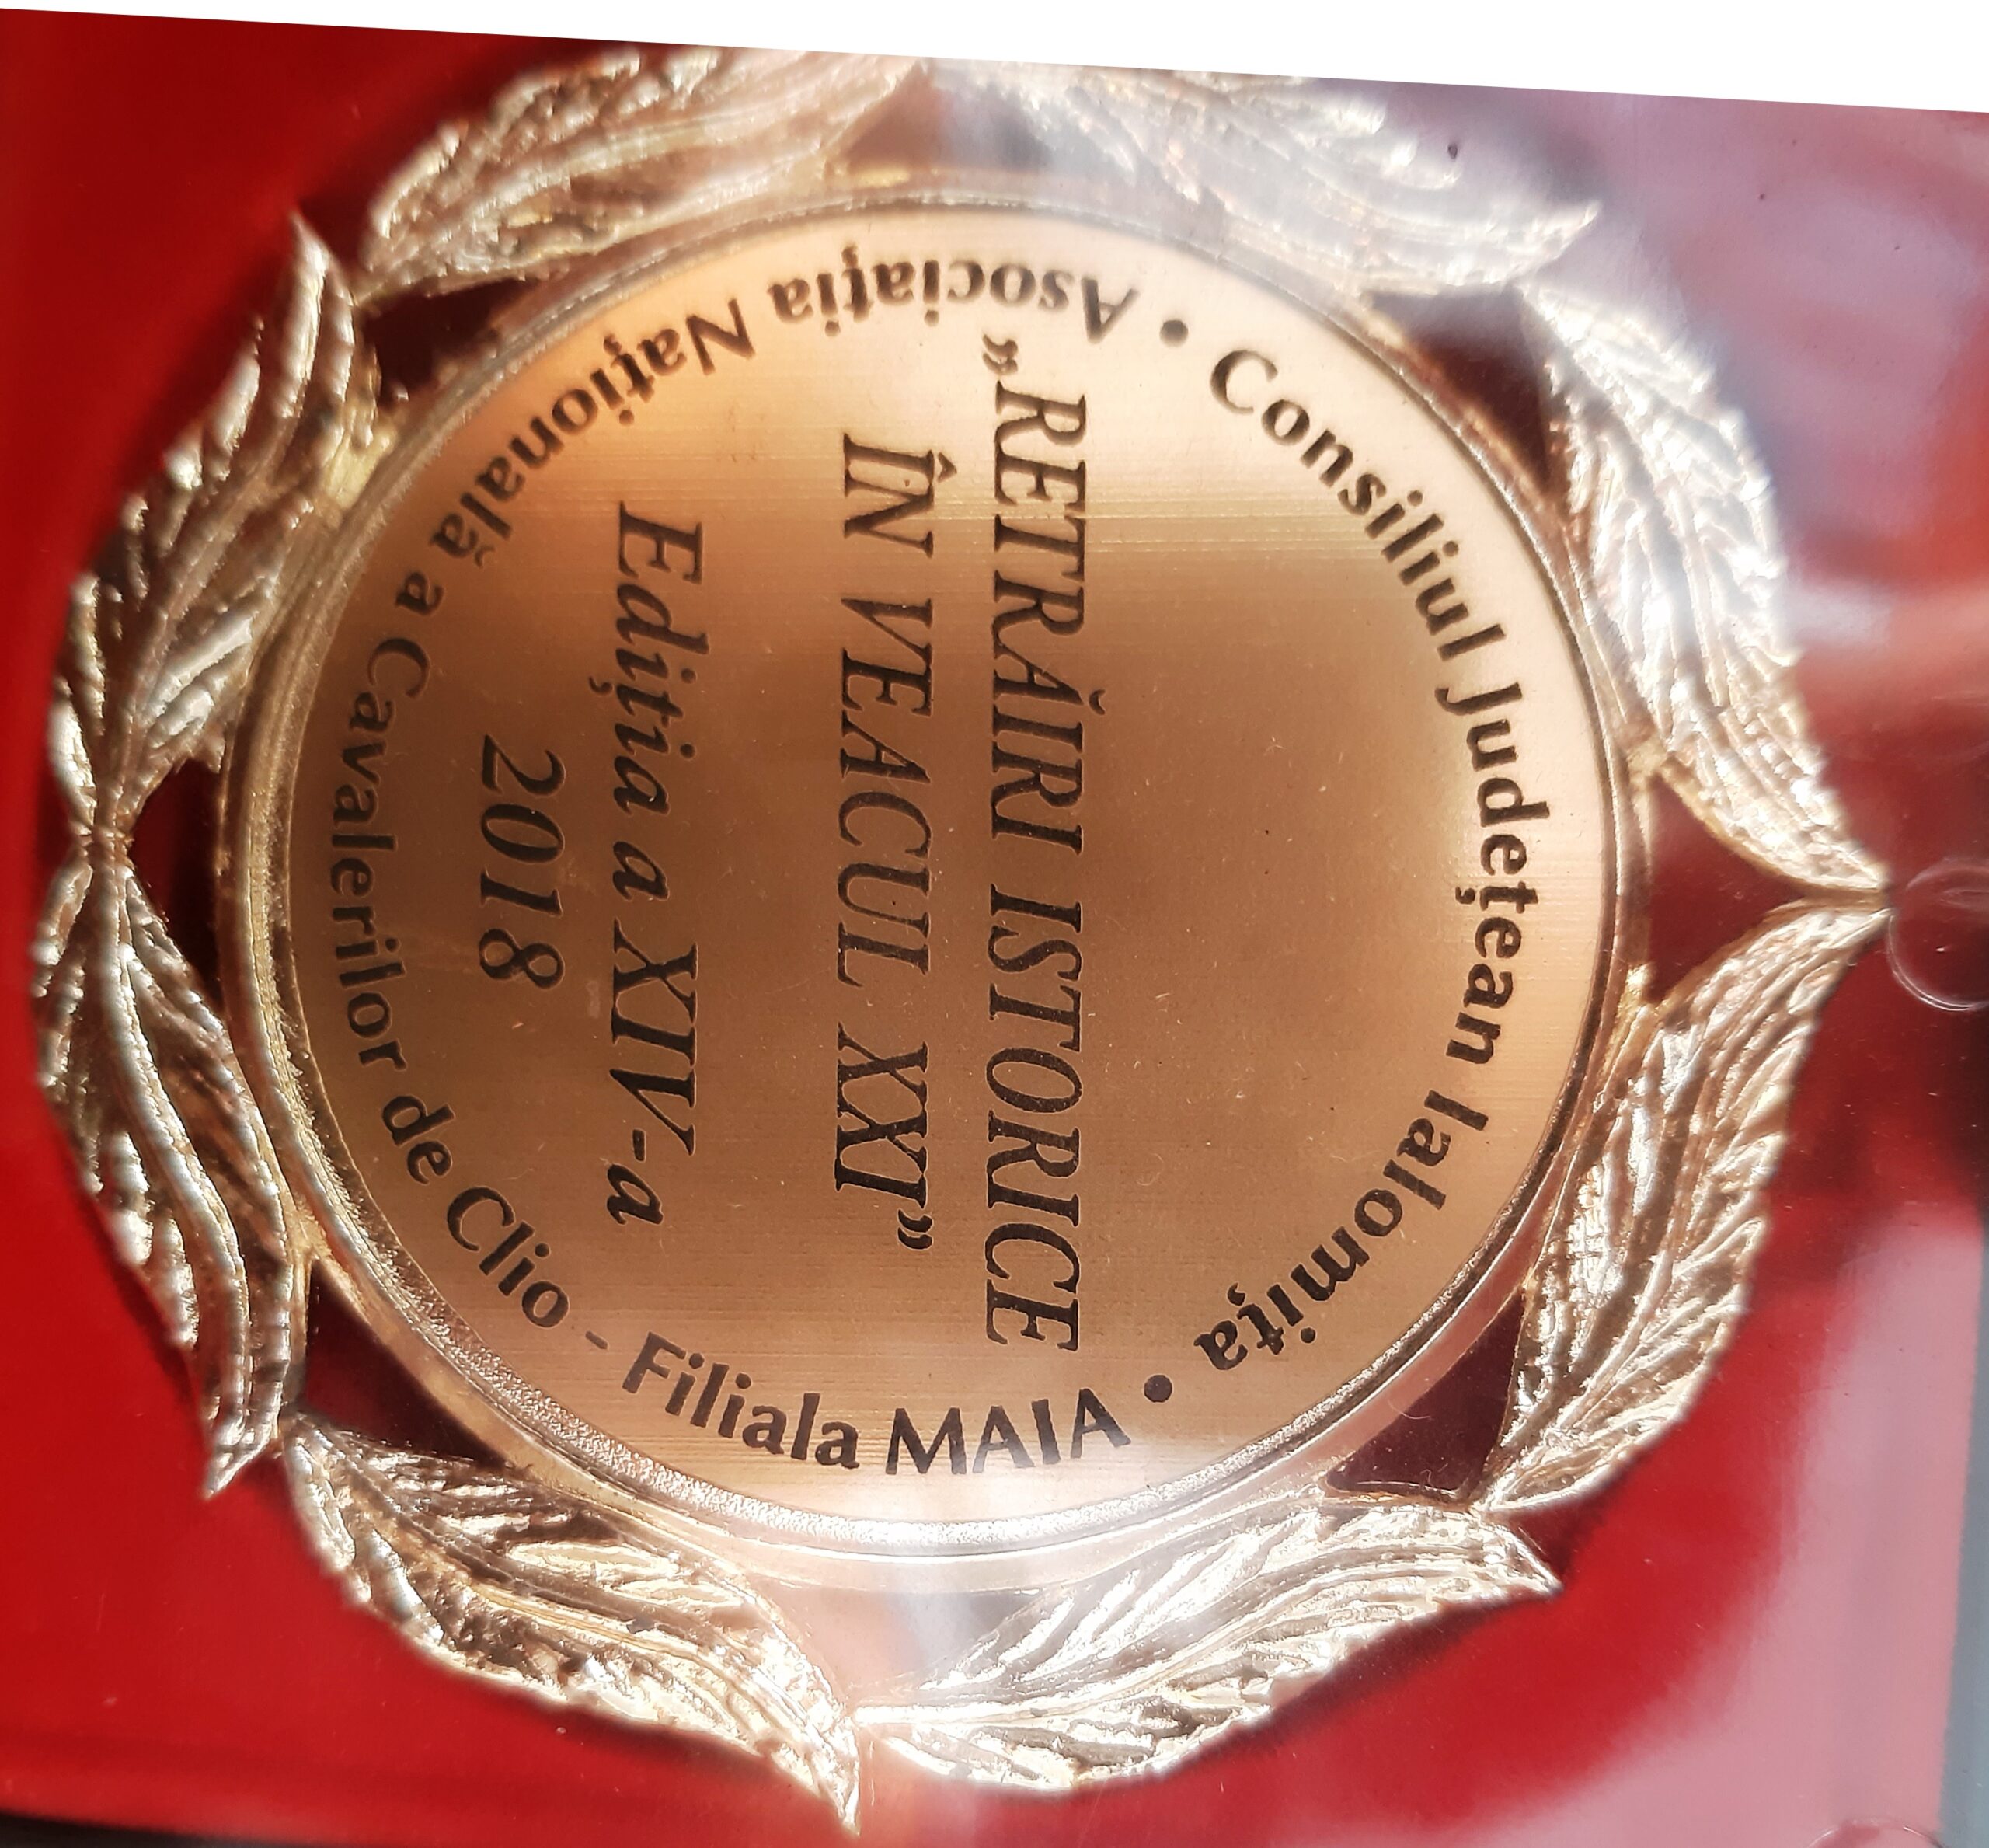 Consiliul Județean Ialomița
„RETRĂIRI ISTORICE
ÎN VEACUL XXI”
Ediția a XIV-a
2018
• Asociația Națională a Cavalerilor de Clio - Filiala MAIA •